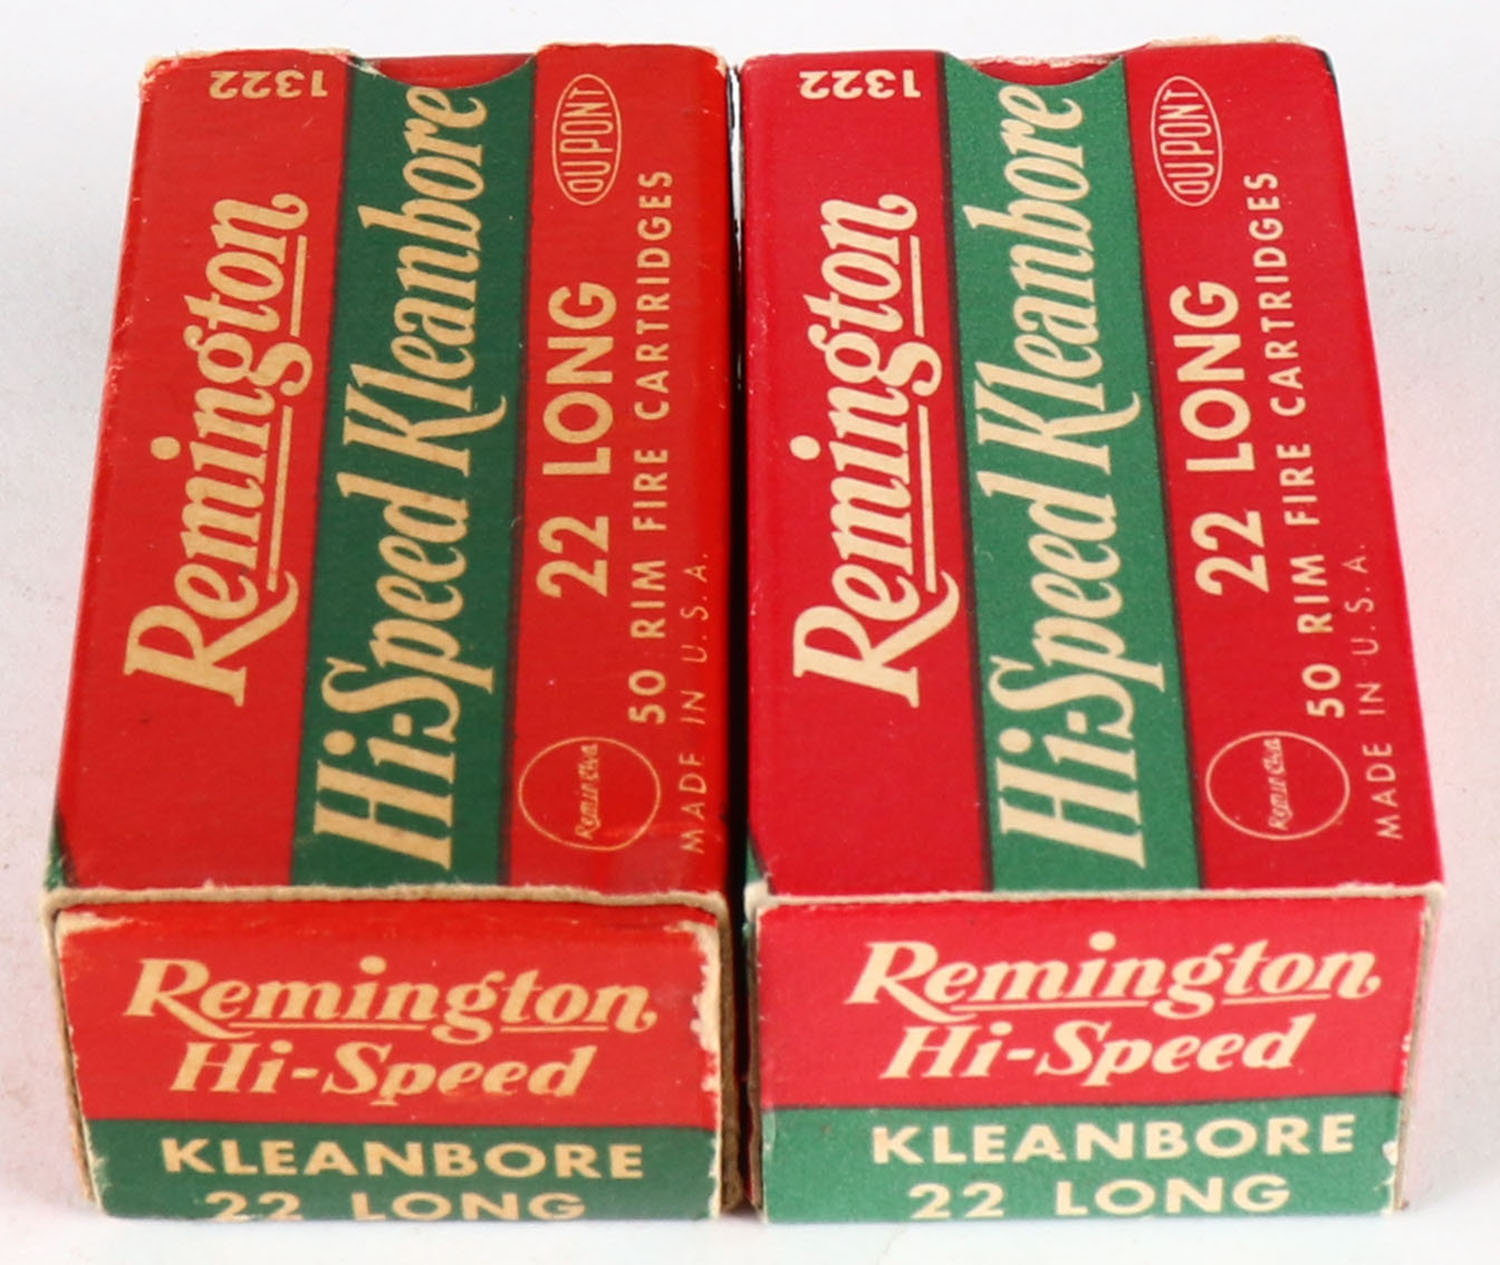 1322
Remington
Hi-Speed Kleanbore
DUPONT
22 LONG
50 RIM FIRE CARTRIDGES
MADE IN U.S.A.
Remington
Hi-Speed
KLEANBORE
22 LONG
1322
Remington
Hi-Speed Kleanbore
DUPONT
22 LONG
50 RIM FIRE CARTRIDGES
MADE IN U.S.A.
Remington
Hi-Speed
KLEANBORE
22 LONG